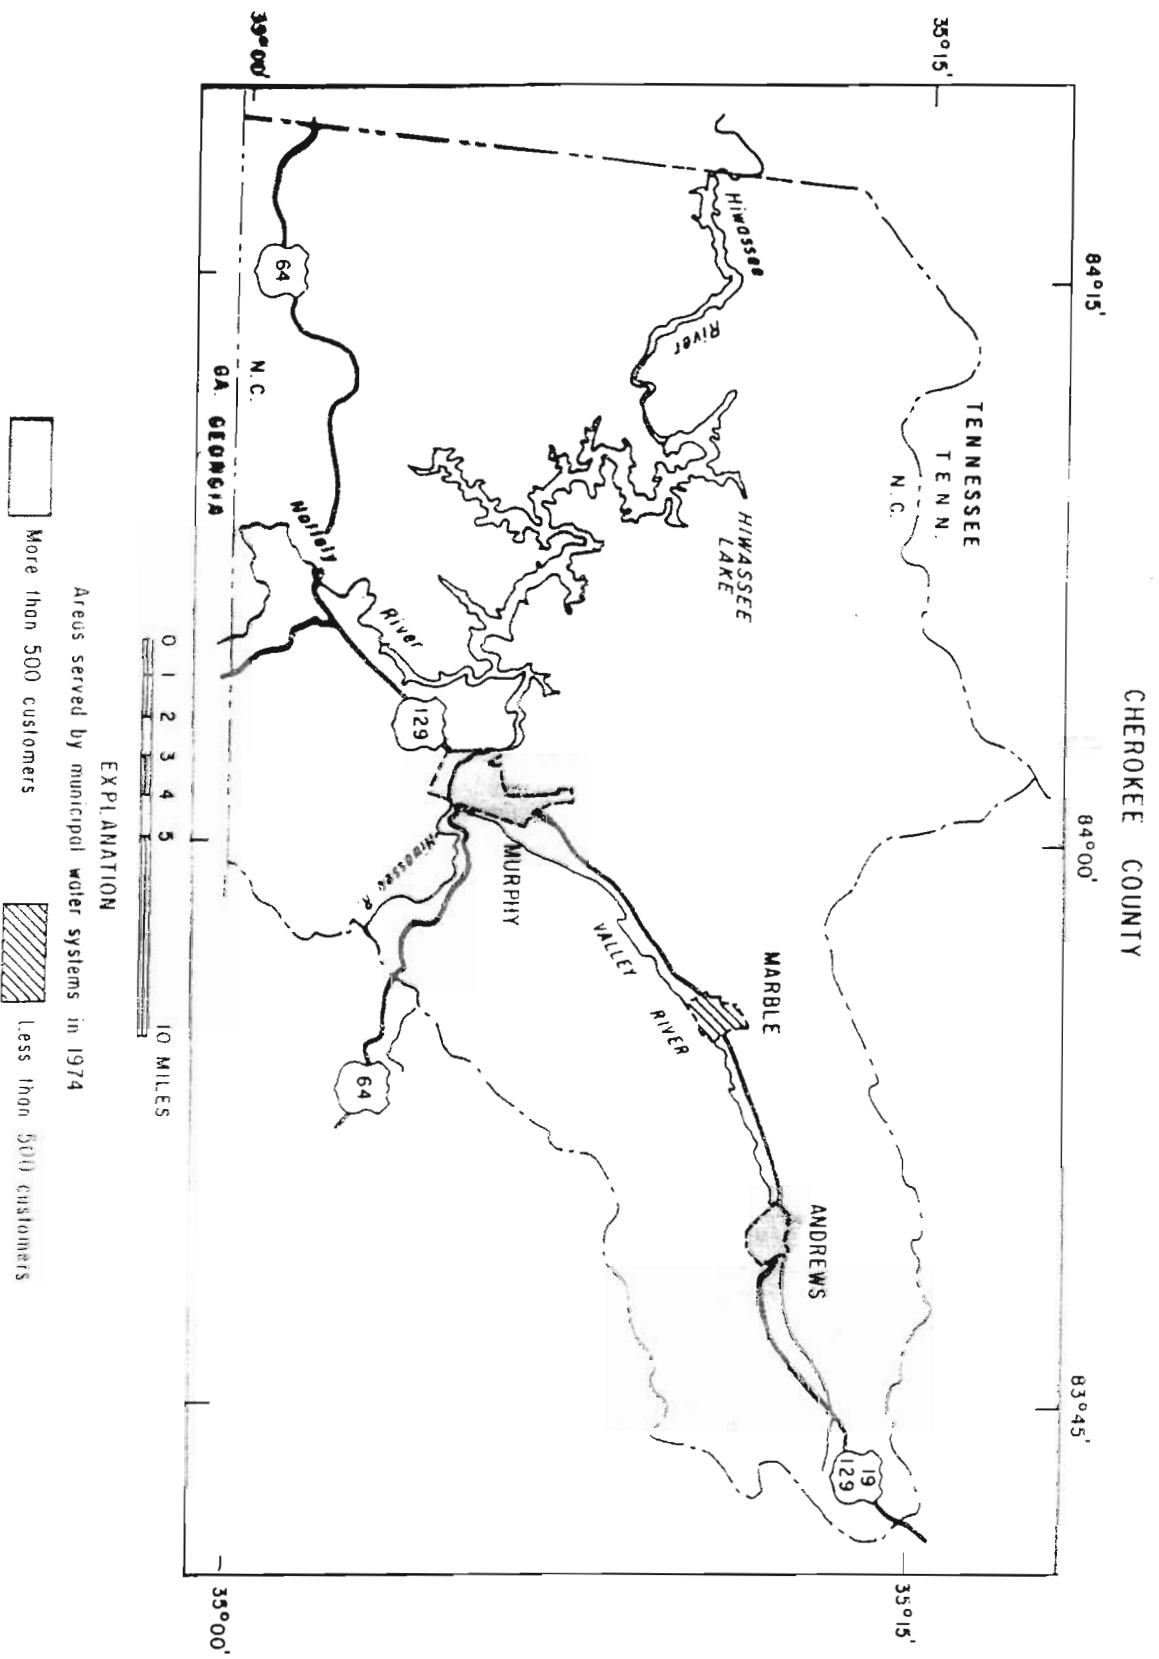 CHEROKEE COUNTY
84°15'
84°00'
83°45'
35°15'
35°15'
TENNESSEE
TENN.
N.C.
Hiwassee
River
HIWASSEE
LAKE
ANDREWS
19
129
MARBLE
VALLEY
RIVER
MURPHY
129
River
Hiwassee R.
64
64
N.C.
GA.
GEORGIA
35°00'
35°00'
0 1 2 3 4 5 10 MILES
EXPLANATION
Areas served by municipal water systems in 1974
More than 500 customers
Less than 500 customers